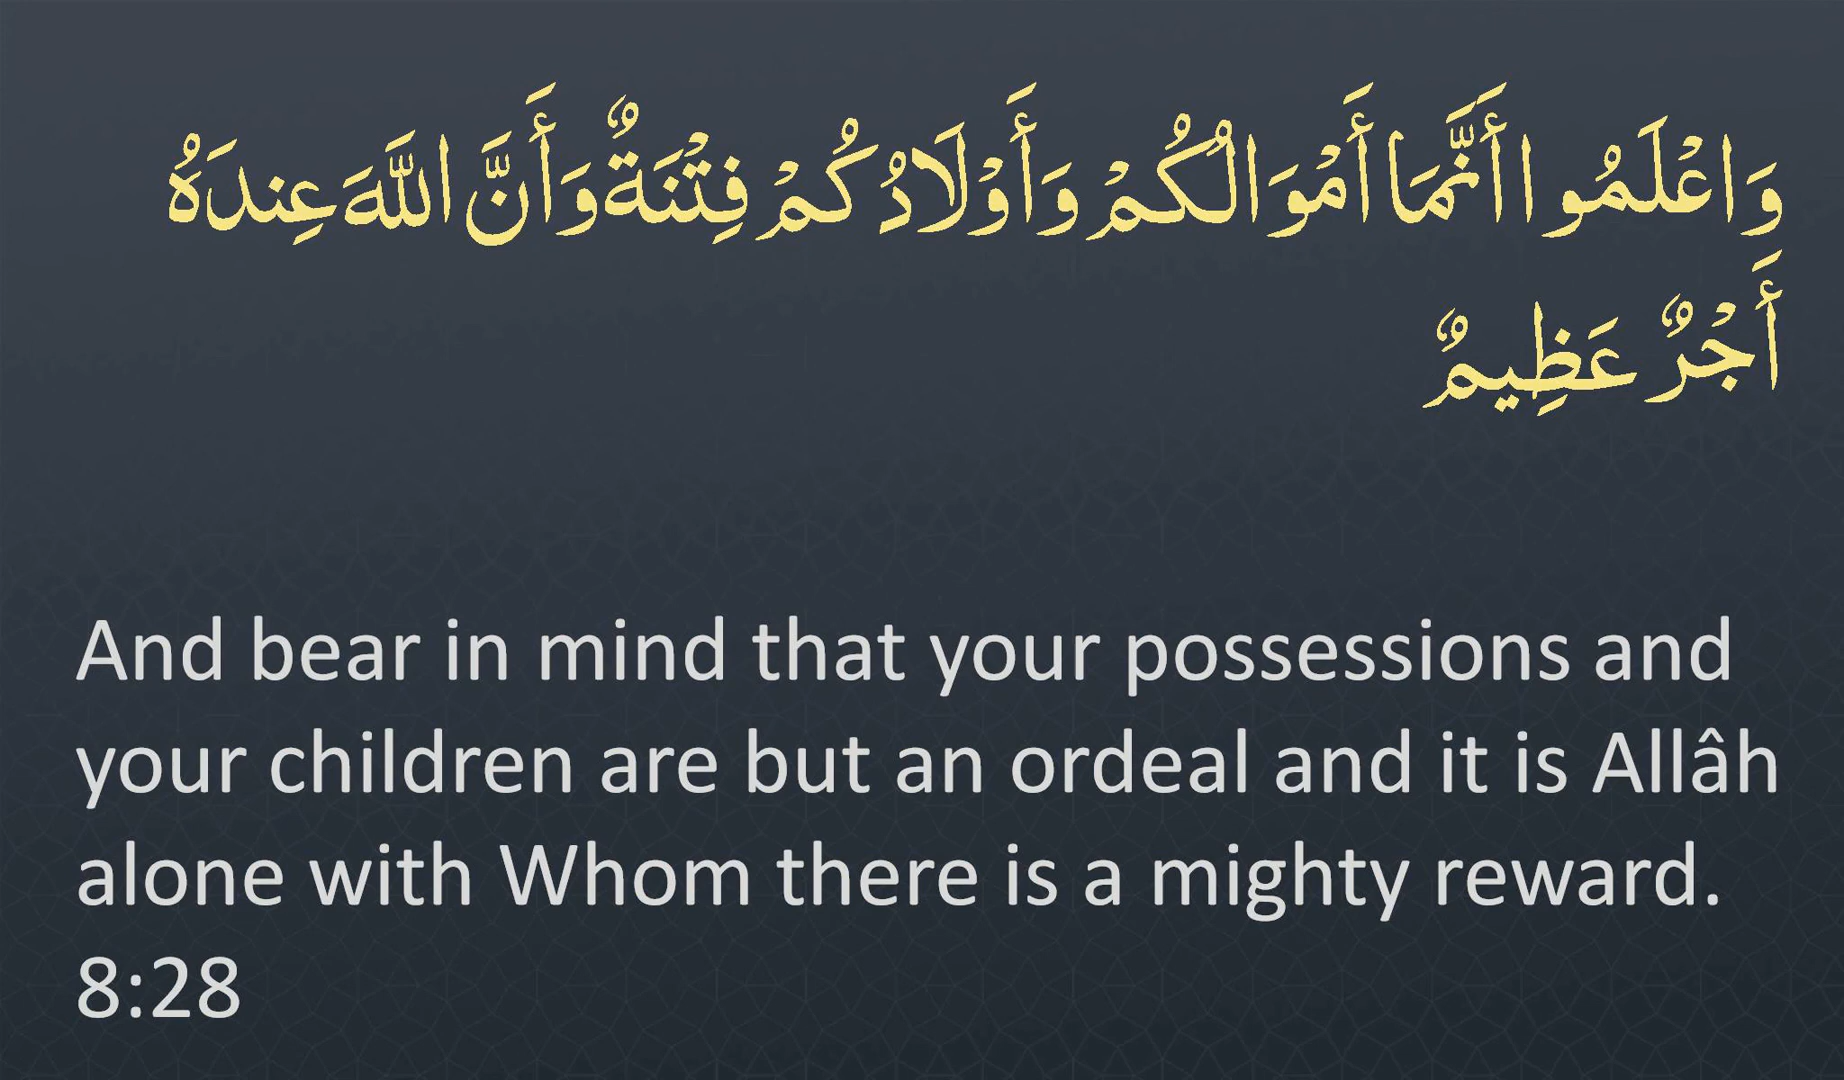 وَاعْلَمُوا أَنَّمَا أَمْوَالُكُمْ وَأَوْلَادُكُمْ فِتْنَةٌ وَأَنَّ اللَّهَ عِندَهُ
أَجْرٌ عَظِيمٌ
And bear in mind that your possessions and
your children are but an ordeal and it is Allâh
alone with Whom there is a mighty reward.
8:28